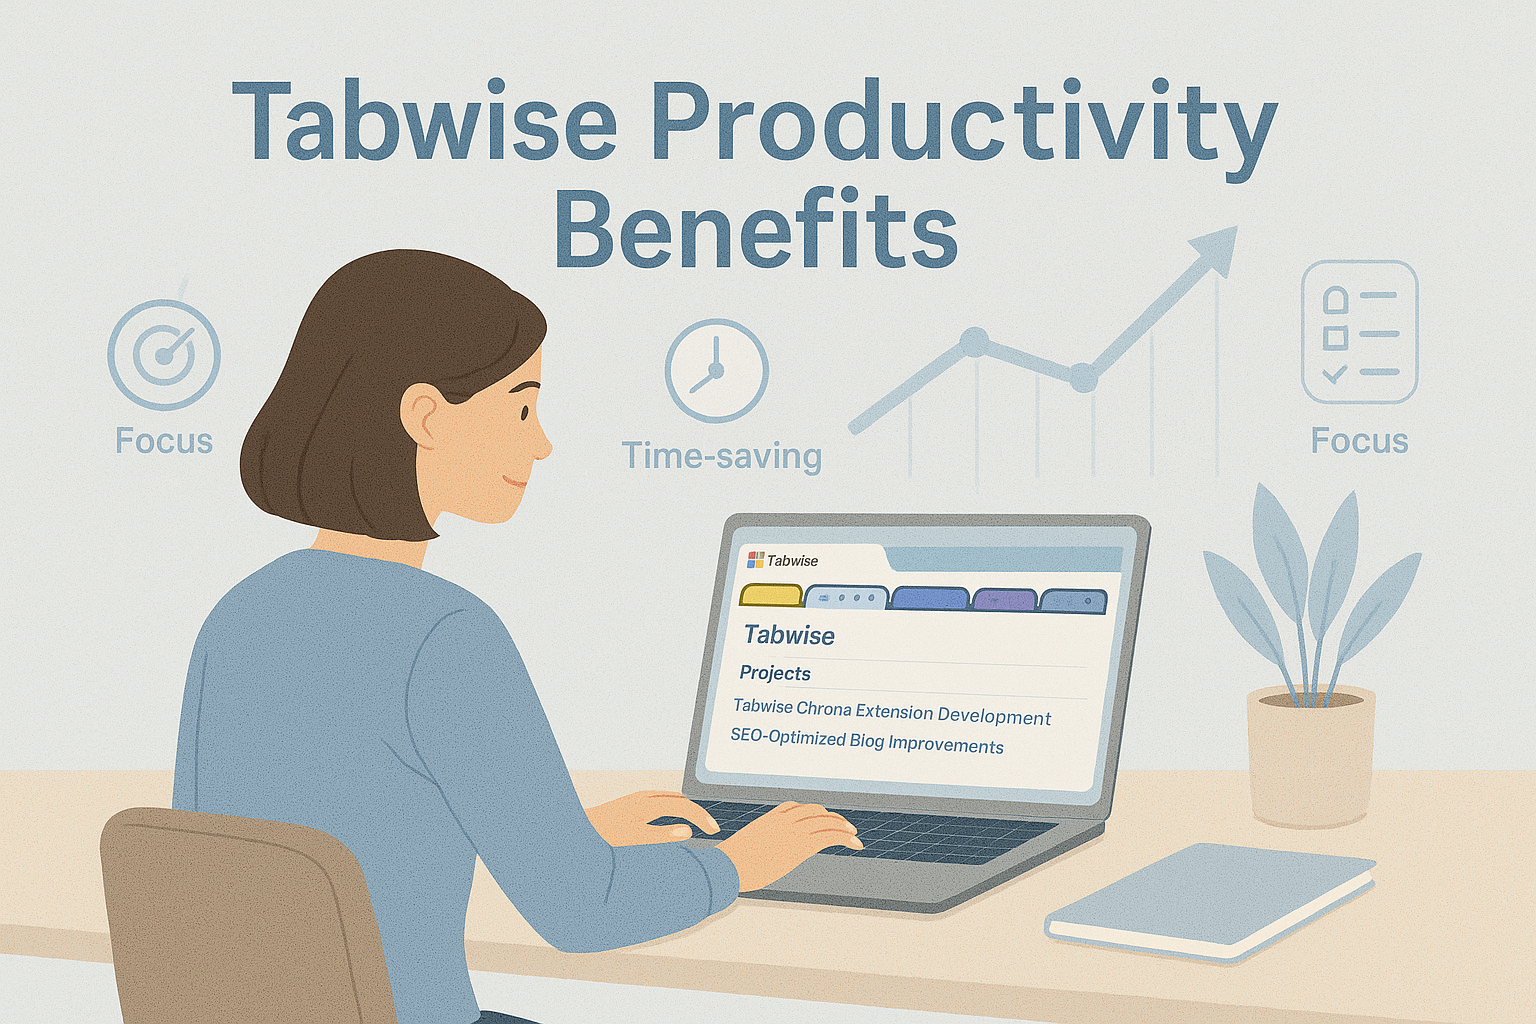 Tabwise Productivity
Benefits
Focus
Time-saving
Focus
Tabwise
Tabwise
Projects
Tabwise Chrona Extension Development
SEO-Optimized Biog Improvements